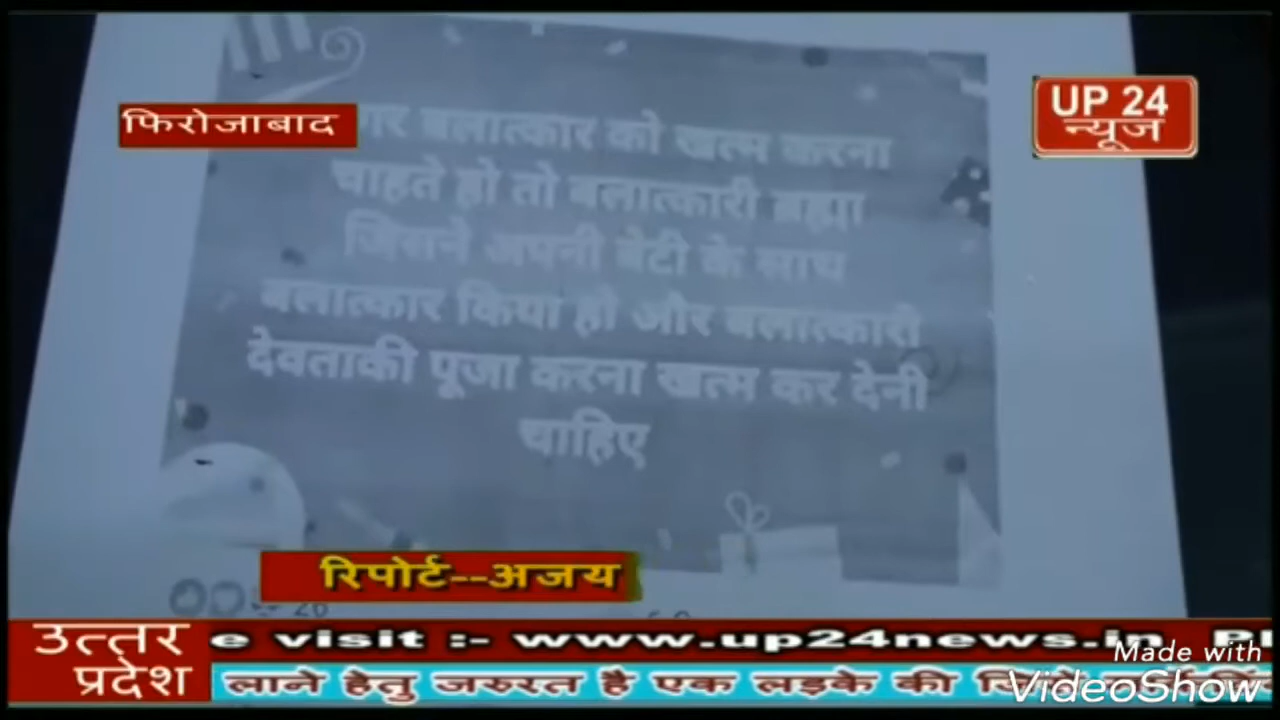 फिरोजाबाद
UP 24
न्यूज
गर बलात्कार को खत्म करना
चाहते हो तो बलात्कारी ब्रह्मा
जिसने अपनी बेटी के साथ
बलात्कार किया हो और बलात्कारी
देवताकी पूजा करना खत्म कर देनी
चाहिए
26
रिपोर्ट--अजय
उत्तर
प्रदेश
e visit :- www.up24news.in
Made with
VideoShow
लाने हेतु जरुरत है एक लड़के की